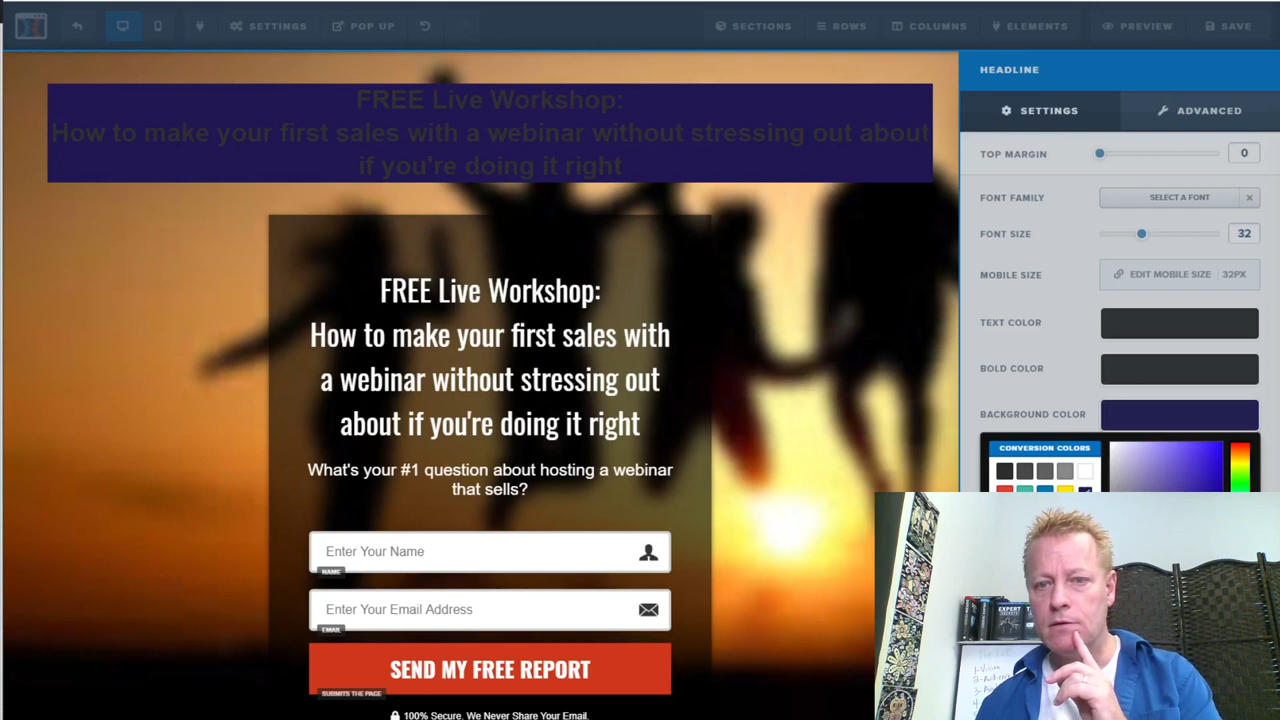 SETTINGS
POP UP
SECTIONS
ROWS
COLUMNS
ELEMENTS
PREVIEW
SAVE
FREE Live Workshop:
How to make your first sales with a webinar without stressing out about
if you're doing it right
FREE Live Workshop:
How to make your first sales with
a webinar without stressing out
about if you're doing it right
What's your #1 question about hosting a webinar
that sells?
Enter Your Name
NAME
Enter Your Email Address
EMAIL
SEND MY FREE REPORT
SUBMITS THE PAGE
100% Secure. We Never Share Your Email.
HEADLINE
SETTINGS
ADVANCED
TOP MARGIN
0
FONT FAMILY
SELECT A FONT
×
FONT SIZE
32
MOBILE SIZE
EDIT MOBILE SIZE
32PX
TEXT COLOR
BOLD COLOR
BACKGROUND COLOR
CONVERSION COLORS
EXPERT